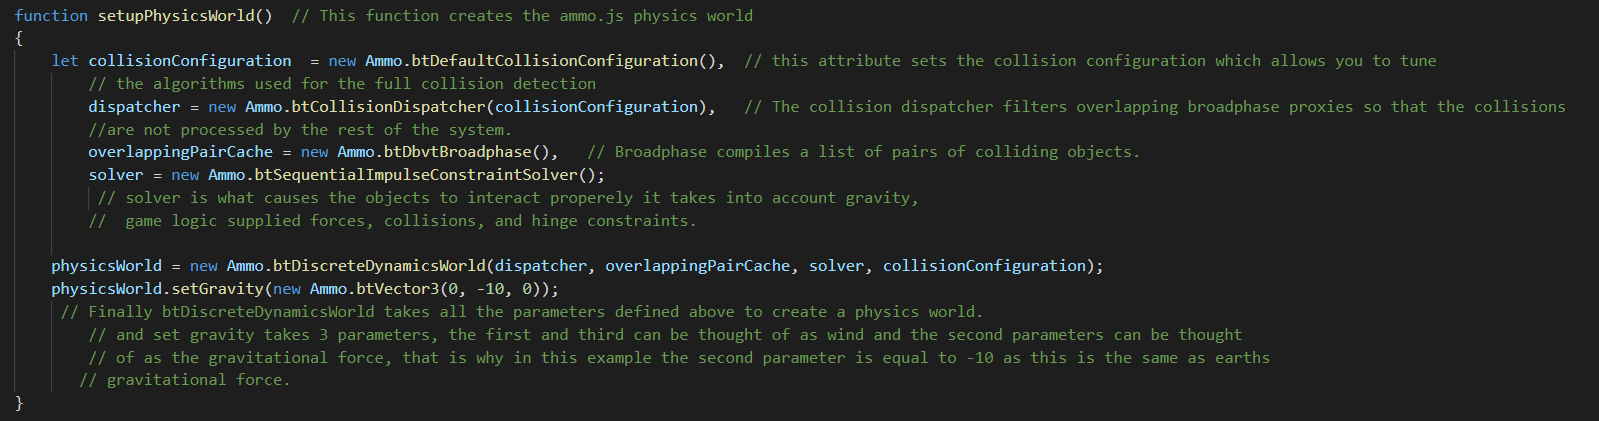 function setupPhysicsWorld()  // This function creates the ammo.js physics world
{
    let collisionConfiguration  = new Ammo.btDefaultCollisionConfiguration(),  // this attribute sets the collision configuration which allows you to tune
        // the algorithms used for the full collision detection
        dispatcher = new Ammo.btCollisionDispatcher(collisionConfiguration),   // The collision dispatcher filters overlapping broadphase proxies so that the collisions
        //are not processed by the rest of the system.
        overlappingPairCache = new Ammo.btDbvtBroadphase(),   // Broadphase compiles a list of pairs of colliding objects.
        solver = new Ammo.btSequentialImpulseConstraintSolver();
         // solver is what causes the objects to interact properely it takes into account gravity,
        //  game logic supplied forces, collisions, and hinge constraints.
    physicsWorld = new Ammo.btDiscreteDynamicsWorld(dispatcher, overlappingPairCache, solver, collisionConfiguration);
    physicsWorld.setGravity(new Ammo.btVector3(0, -10, 0));
     // Finally btDiscreteDynamicsWorld takes all the parameters defined above to create a physics world.
        // and set gravity takes 3 parameters, the first and third can be thought of as wind and the second parameters can be thought
        // of as the gravitational force, that is why in this example the second parameter is equal to -10 as this is the same as earths
       // gravitational force.
}